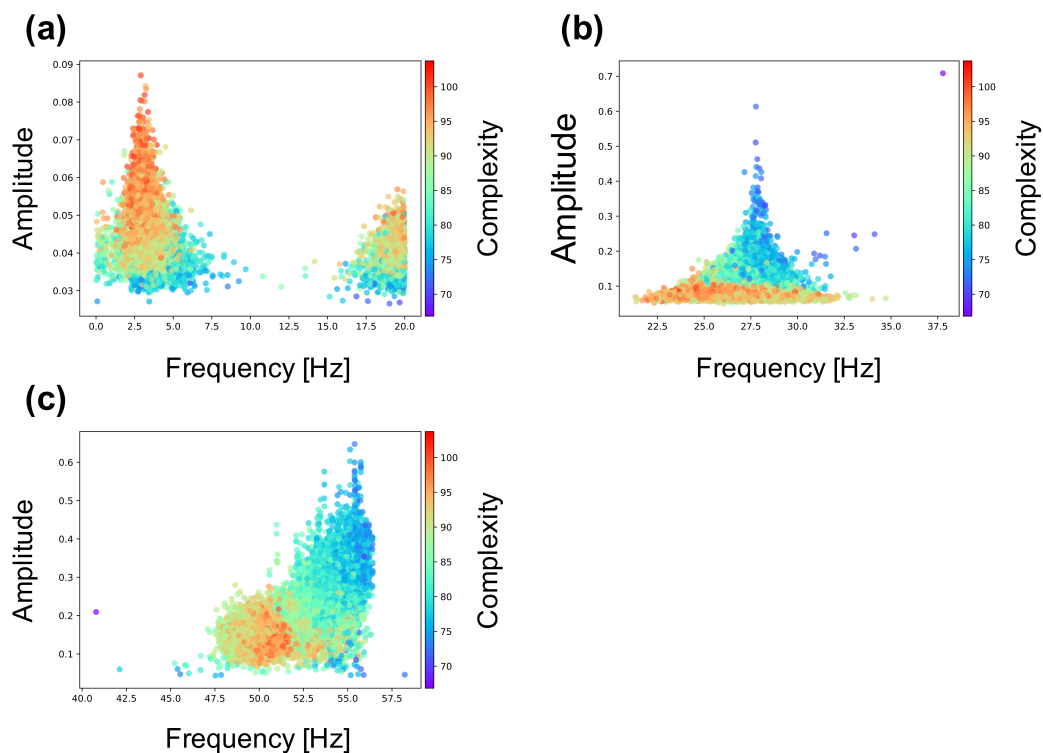 (a)
0.09
0.08
0.07
0.06
0.05
0.04
0.03
Amplitude
0.0 2.5 5.0 7.5 10.0 12.5 15.0 17.5 20.0
Frequency [Hz]
100
95
90
85
80
75
70
Complexity
(b)
0.7
0.6
0.5
0.4
0.3
0.2
0.1
Amplitude
22.5 25.0 27.5 30.0 32.5 35.0 37.5
Frequency [Hz]
100
95
90
85
80
75
70
Complexity
(c)
0.6
0.5
0.4
0.3
0.2
0.1
Amplitude
40.0 42.5 45.0 47.5 50.0 52.5 55.0 57.5
Frequency [Hz]
100
95
90
85
80
75
70
Complexity